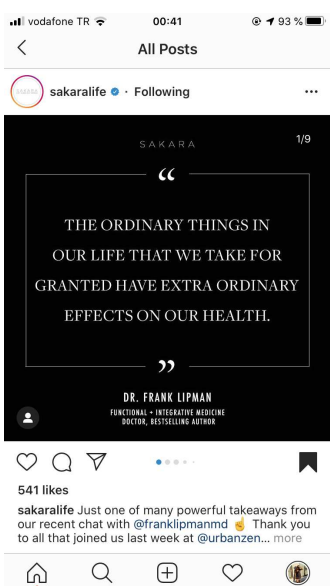 vodafone TR 00:41 93 %
All Posts
sakaralife · Following
SAKARA 1/9
“
THE ORDINARY THINGS IN
OUR LIFE THAT WE TAKE FOR
GRANTED HAVE EXTRA ORDINARY
EFFECTS ON OUR HEALTH.
”
DR. FRANK LIPMAN
FUNCTIONAL + INTEGRATIVE MEDICINE
DOCTOR, BESTSELLING AUTHOR
541 likes
sakaralife Just one of many powerful takeaways from
our recent chat with @franklipmanmd ☝ Thank you
to all that joined us last week at @urbanzen... more